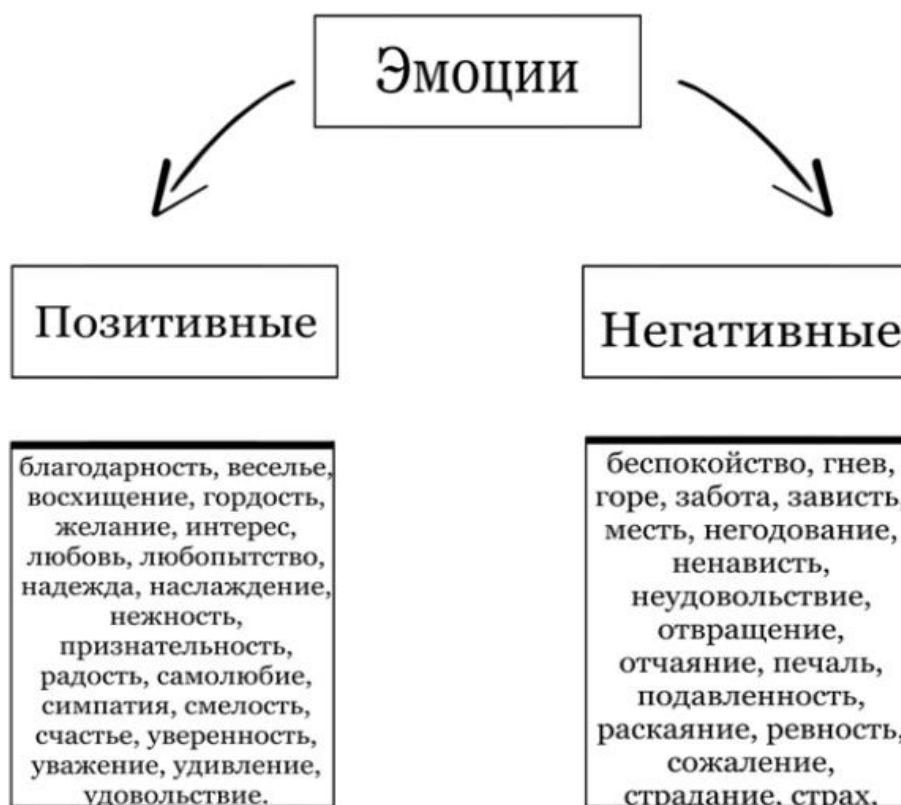 Эмоции
Позитивные
Негативные
благодарность, веселье,
восхищение, гордость,
желание, интерес,
любовь, любопытство,
надежда, наслаждение,
нежность,
признательность,
радость, самолюбие,
симпатия, смелость,
счастье, уверенность,
уважение, удивление,
удовольствие.
беспокойство, гнев,
горе, забота, зависть,
месть, негодование,
ненависть,
неудовольствие,
отвращение,
отчаяние, печаль,
подавленность,
раскаяние, ревность,
сожаление,
страдание, страх,